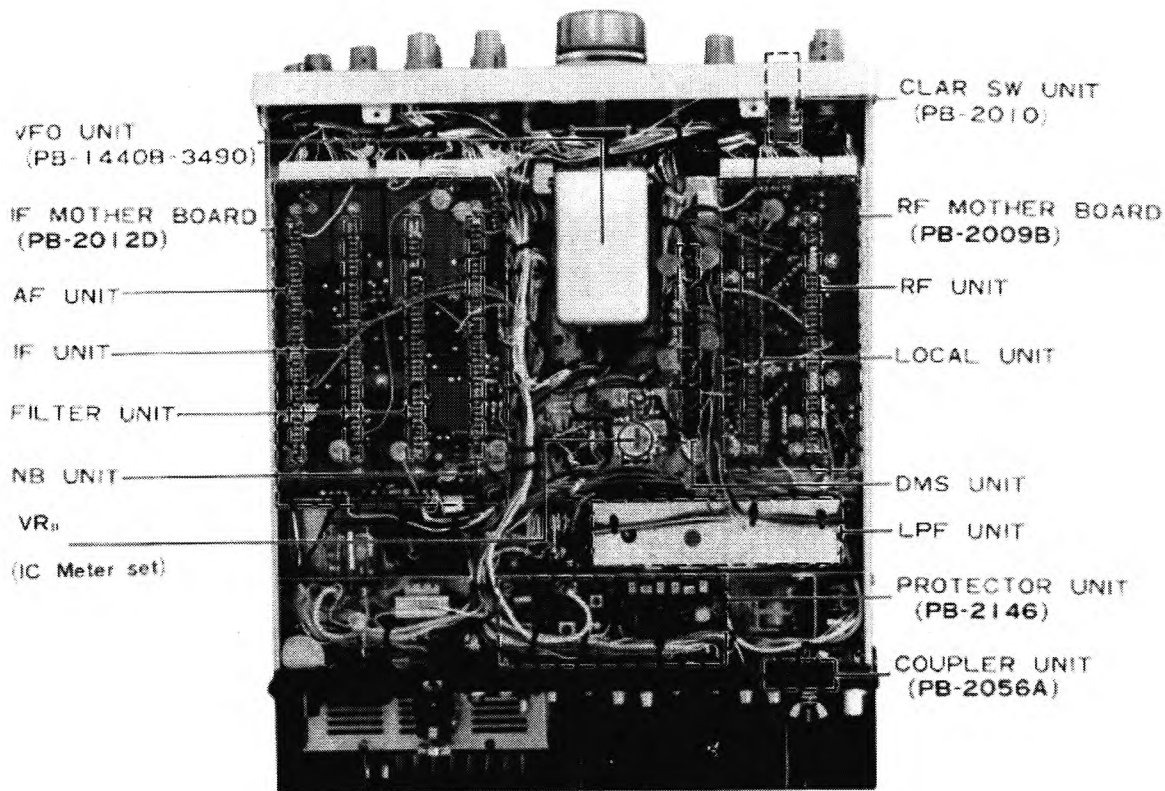 VFO UNIT
(PB-1440B-3490)
IF MOTHER BOARD
(PB-2012D)
AF UNIT
IF UNIT
FILTER UNIT
NB UNIT
VR₁₁
(IC Meter set)
CLAR SW UNIT
(PB-2010)
RF MOTHER BOARD
(PB-2009B)
RF UNIT
LOCAL UNIT
DMS UNIT
LPF UNIT
PROTECTOR UNIT
(PB-2146)
COUPLER UNIT
(PB-2056A)